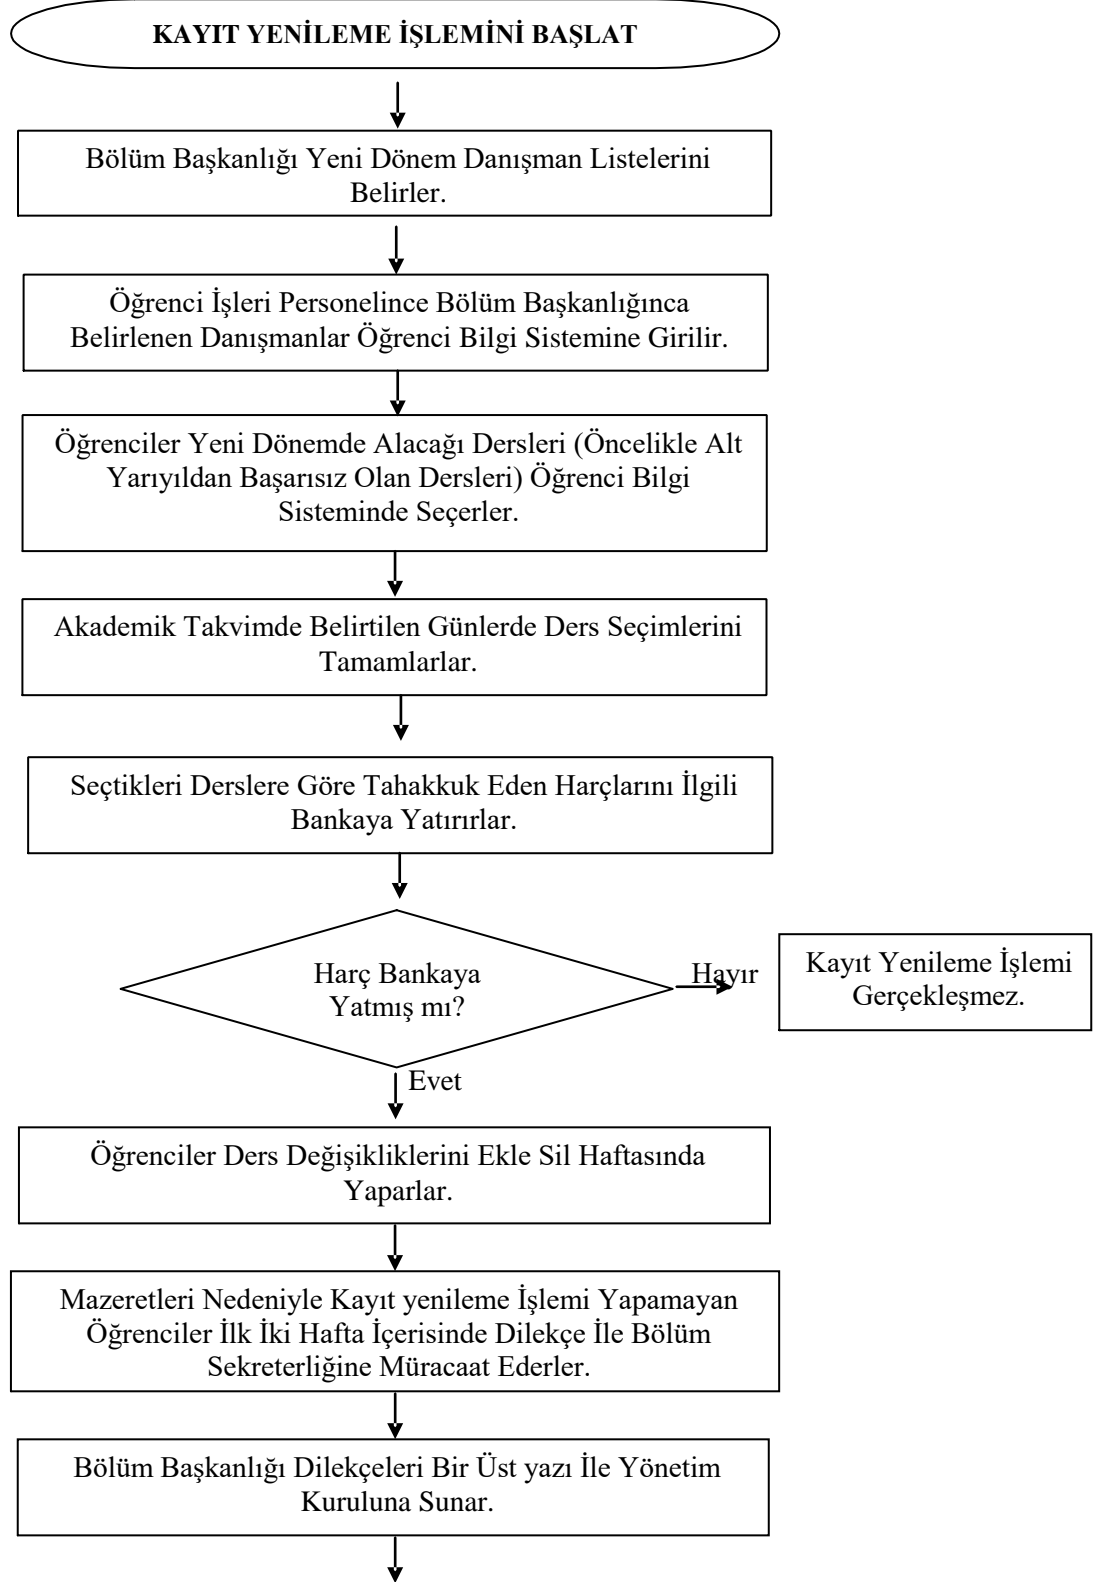 KAYIT YENİLEME İŞLEMİNİ BAŞLAT
Bölüm Başkanlığı Yeni Dönem Danışman Listelerini
Belirler.
Öğrenci İşleri Personelince Bölüm Başkanlığınca
Belirlenen Danışmanlar Öğrenci Bilgi Sistemine Girilir.
Öğrenciler Yeni Dönemde Alacağı Dersleri (Öncelikle Alt
Yarıyıldan Başarısız Olan Dersleri) Öğrenci Bilgi
Sisteminde Seçerler.
Akademik Takvimde Belirtilen Günlerde Ders Seçimlerini
Tamamlarlar.
Seçtikleri Derslere Göre Tahakkuk Eden Harçlarını İlgili
Bankaya Yatırırlar.
Harç Bankaya
Yatmış mı?
Hayır
Kayıt Yenileme İşlemi
Gerçekleşmez.
Evet
Öğrenciler Ders Değişikliklerini Ekle Sil Haftasında
Yaparlar.
Mazeretleri Nedeniyle Kayıt yenileme İşlemi Yapamayan
Öğrenciler İlk İki Hafta İçerisinde Dilekçe İle Bölüm
Sekreterliğine Müracaat Ederler.
Bölüm Başkanlığı Dilekçeleri Bir Üst yazı İle Yönetim
Kuruluna Sunar.